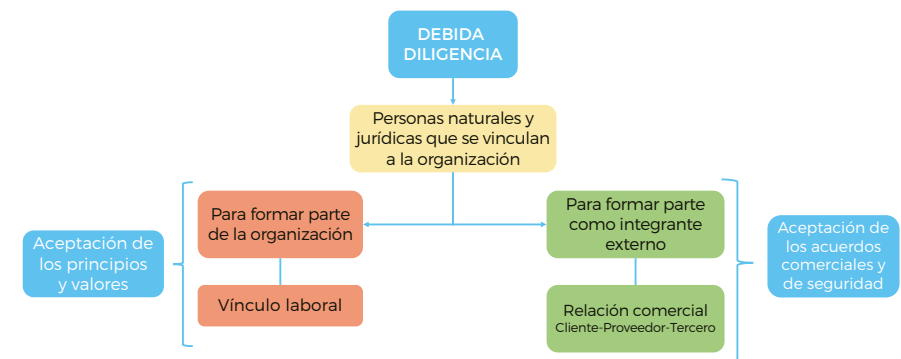 DEBIDA
DILIGENCIA
Personas naturales y
jurídicas que se vinculan
a la organización
Para formar parte
de la organización
Vínculo laboral
Aceptación de
los principios
y valores
Para formar parte
como integrante
externo
Relación comercial
Cliente-Proveedor-Tercero
Aceptación de
los acuerdos
comerciales y
de seguridad